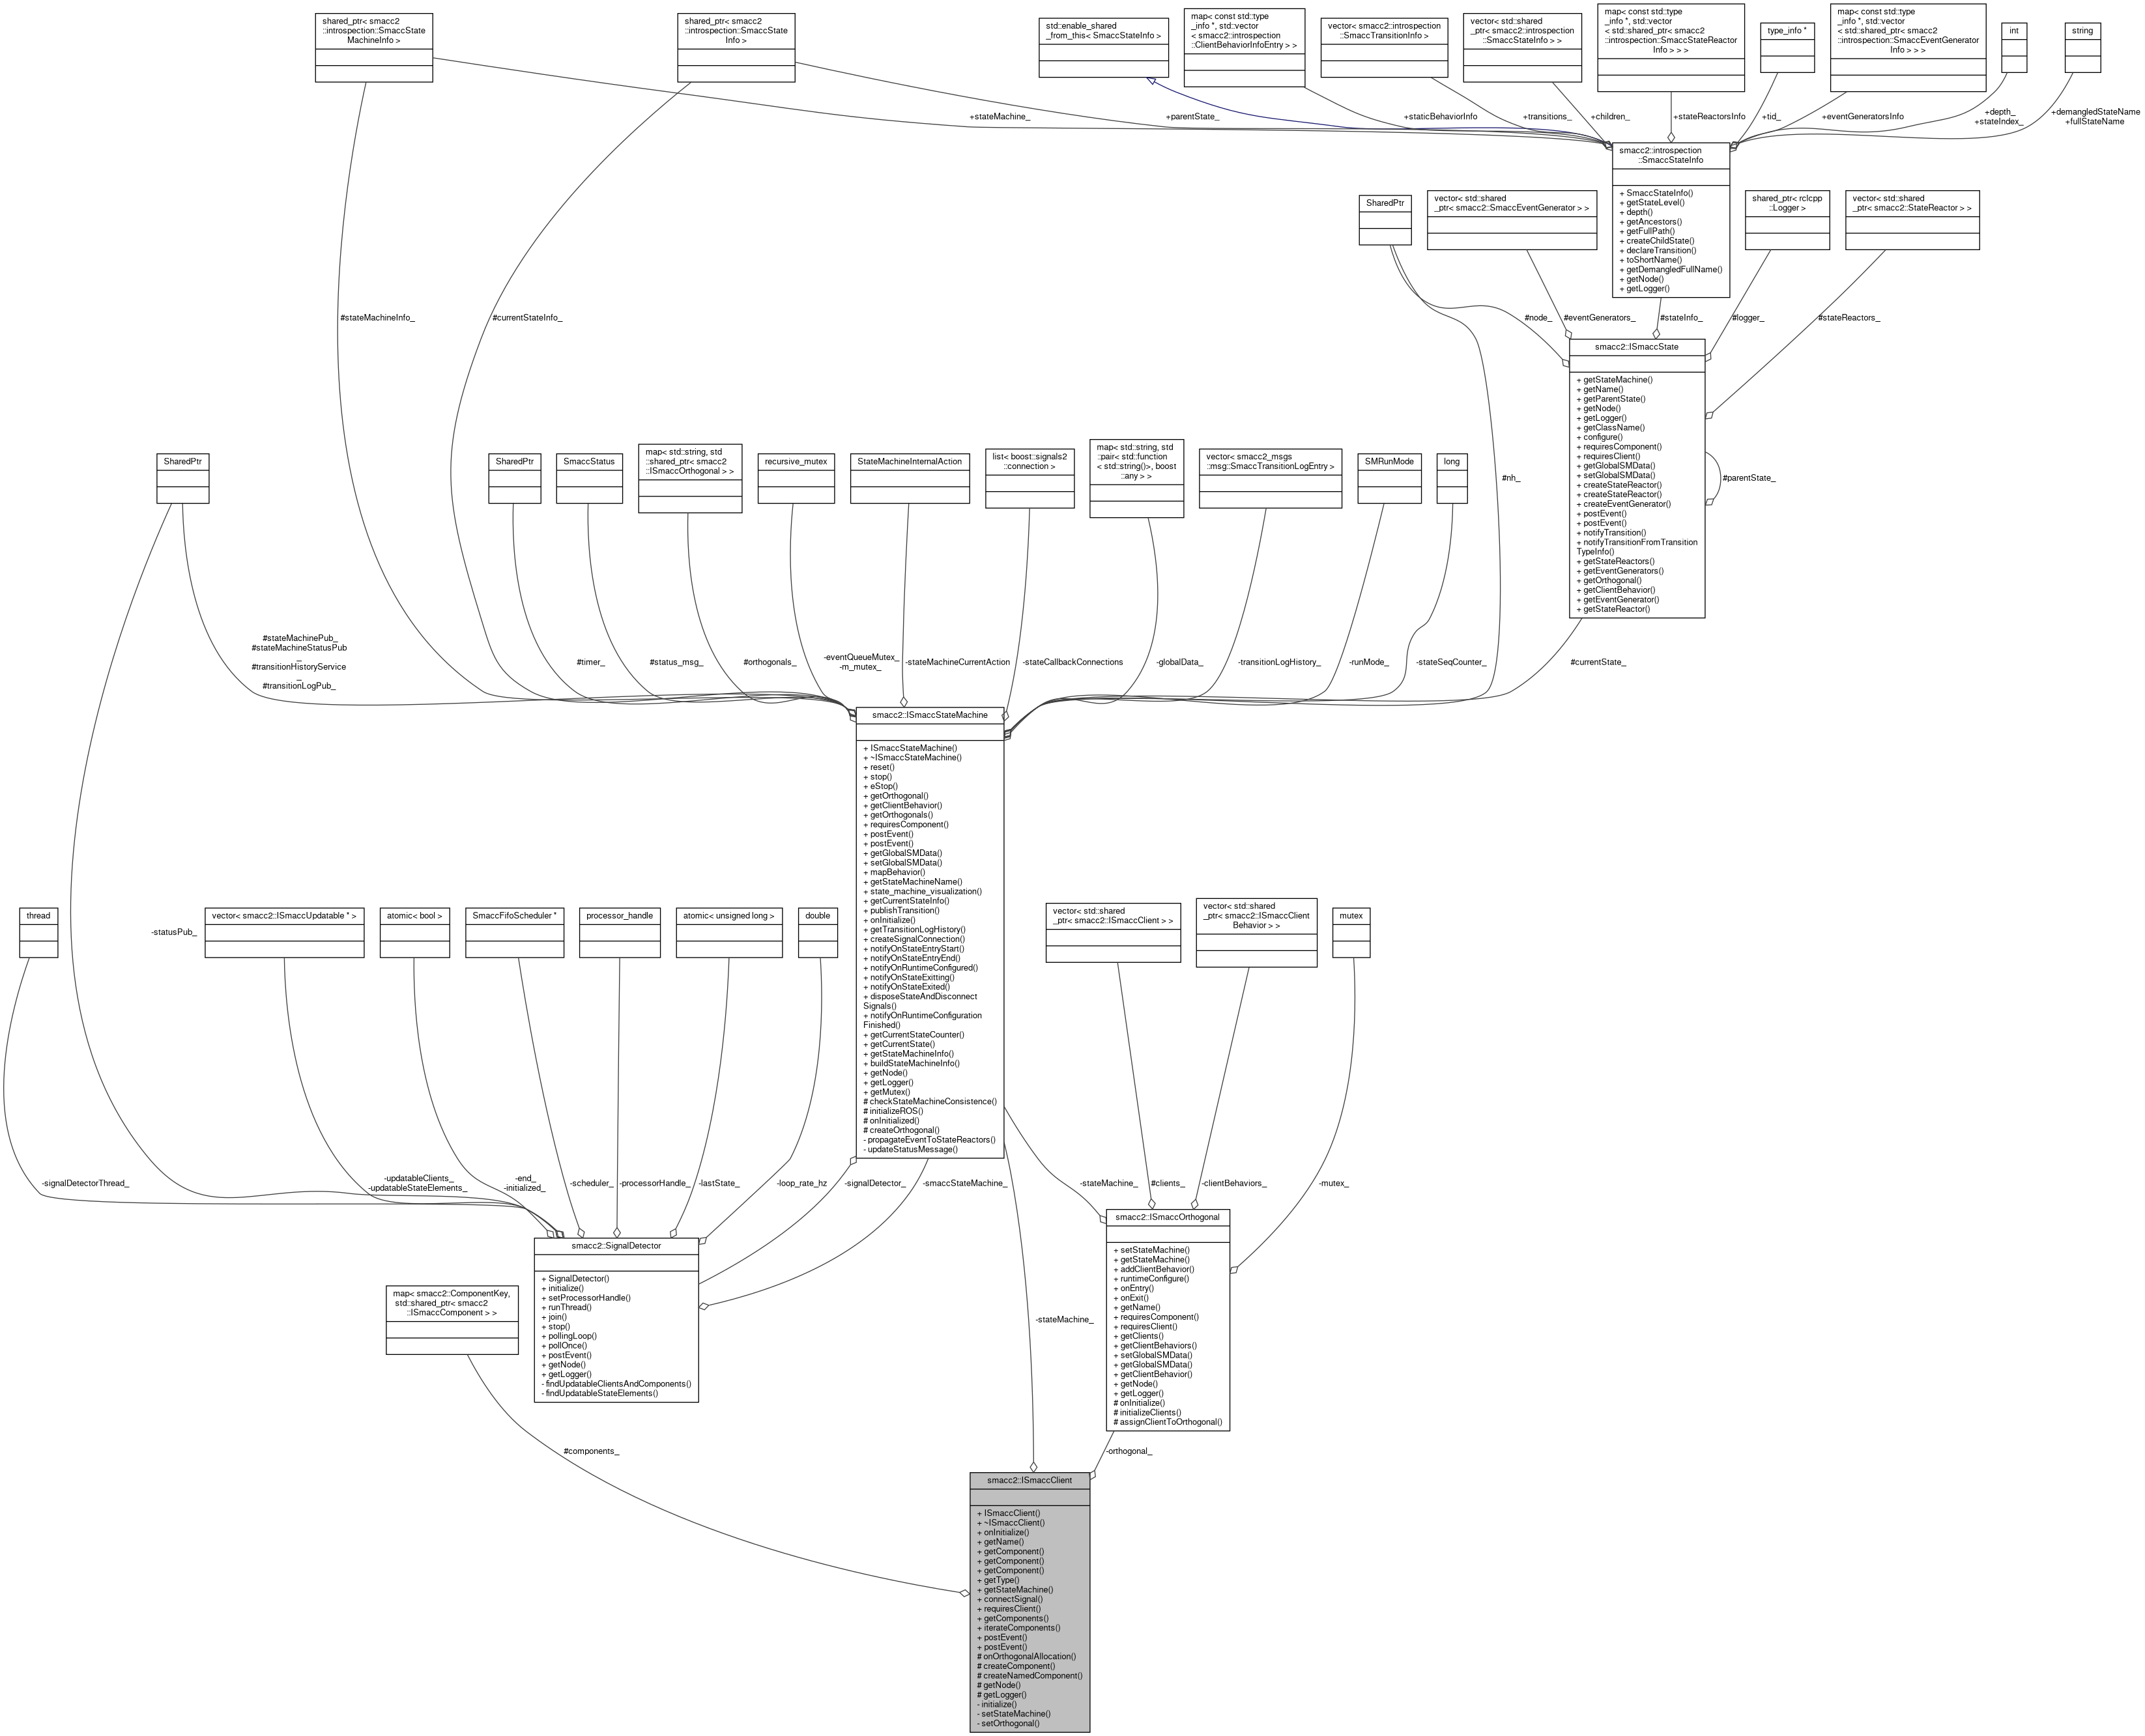 shared_ptr< smacc2
::introspection::SmaccState
MachineInfo >
shared_ptr< smacc2
::introspection::SmaccState
Info >
std::enable_shared
_from_this< SmaccStateInfo >
map< const std::type
_info *, std::vector
< smacc2::introspection
::ClientBehaviorInfoEntry > >
vector< smacc2::introspection
::SmaccTransitionInfo >
vector< std::shared
_ptr< smacc2::introspection
::SmaccStateInfo > >
map< const std::type
_info *, std::vector
< std::shared_ptr< smacc2
::introspection::SmaccStateReactor
Info > > >
type_info *
map< const std::type
_info *, std::vector
< std::shared_ptr< smacc2
::introspection::SmaccEventGenerator
Info > > >
int
string
+stateMachine_
+parentState_
+staticBehaviorInfo
+transitions_
+children_
+stateReactorsInfo
+tid_
+eventGeneratorsInfo
+depth_
+stateIndex_
+demangledStateName
+fullStateName
smacc2::introspection
::SmaccStateInfo
+ SmaccStateInfo()
+ getStateLevel()
+ depth()
+ getAncestors()
+ getFullPath()
+ createChildState()
+ declareTransition()
+ toShortName()
+ getDemangledFullName()
+ getNode()
+ getLogger()
SharedPtr
vector< std::shared
_ptr< smacc2::SmaccEventGenerator > >
shared_ptr< rclcpp
::Logger >
vector< std::shared
_ptr< smacc2::StateReactor > >
#stateMachineInfo_
#currentStateInfo_
#node_
#eventGenerators_
#stateInfo_
#logger_
#stateReactors_
smacc2::ISmaccState
+ getStateMachine()
+ getName()
+ getParentState()
+ getNode()
+ getLogger()
+ getClassName()
+ configure()
+ requiresComponent()
+ requiresClient()
+ getGlobalSMData()
+ setGlobalSMData()
+ createStateReactor()
+ createStateReactor()
+ createEventGenerator()
+ postEvent()
+ postEvent()
+ notifyTransition()
+ notifyTransitionFromTransition
TypeInfo()
+ getStateReactors()
+ getEventGenerators()
+ getOrthogonal()
+ getClientBehavior()
+ getEventGenerator()
+ getStateReactor()
#parentState_
#nh_
SharedPtr
SharedPtr
SmaccStatus
map< std::string, std
::shared_ptr< smacc2
::ISmaccOrthogonal > >
recursive_mutex
StateMachineInternalAction
list< boost::signals2
::connection >
map< std::string, std
::pair< std::function
< std::string()>, boost
::any > >
vector< smacc2_msgs
::msg::SmaccTransitionLogEntry >
SMRunMode
long
#stateMachinePub_
#stateMachineStatusPub
_
#transitionHistoryService
_
#transitionLogPub_
#timer_
#status_msg_
#orthogonals_
-eventQueueMutex_
-m_mutex_
-stateMachineCurrentAction
-stateCallbackConnections
-globalData_
-transitionLogHistory_
-runMode_
-stateSeqCounter_
#currentState_
smacc2::ISmaccStateMachine
+ ISmaccStateMachine()
+ ~ISmaccStateMachine()
+ reset()
+ stop()
+ eStop()
+ getOrthogonal()
+ getClientBehavior()
+ getOrthogonals()
+ requiresComponent()
+ postEvent()
+ postEvent()
+ getGlobalSMData()
+ setGlobalSMData()
+ mapBehavior()
+ getStateMachineName()
+ state_machine_visualization()
+ getCurrentStateInfo()
+ publishTransition()
+ onInitialize()
+ getTransitionLogHistory()
+ createSignalConnection()
+ notifyOnStateEntryStart()
+ notifyOnStateEntryEnd()
+ notifyOnRuntimeConfigured()
+ notifyOnStateExitting()
+ notifyOnStateExited()
+ disposeStateAndDisconnect
Signals()
+ notifyOnRuntimeConfiguration
Finished()
+ getCurrentStateCounter()
+ getCurrentState()
+ getStateMachineInfo()
+ buildStateMachineInfo()
+ getNode()
+ getLogger()
+ getMutex()
# checkStateMachineConsistence()
# initializeROS()
# onInitialized()
# createOrthogonal()
- propagateEventToStateReactors()
- updateStatusMessage()
thread
-statusPub_
vector< smacc2::ISmaccUpdatable * >
atomic< bool >
SmaccFifoScheduler *
processor_handle
atomic< unsigned long >
double
vector< std::shared
_ptr< smacc2::ISmaccClient > >
vector< std::shared
_ptr< smacc2::ISmaccClient
Behavior > >
mutex
-signalDetectorThread_
-updatableClients_
-updatableStateElements_
-end_
-initialized_
-scheduler_
-processorHandle_
-lastState_
-loop_rate_hz
-signalDetector_
-smaccStateMachine_
-stateMachine_
#clients_
-clientBehaviors_
-mutex_
smacc2::SignalDetector
+ SignalDetector()
+ initialize()
+ setProcessorHandle()
+ runThread()
+ join()
+ stop()
+ pollingLoop()
+ pollOnce()
+ postEvent()
+ getNode()
+ getLogger()
- findUpdatableClientsAndComponents()
- findUpdatableStateElements()
smacc2::ISmaccOrthogonal
+ setStateMachine()
+ getStateMachine()
+ addClientBehavior()
+ runtimeConfigure()
+ onEntry()
+ onExit()
+ getName()
+ requiresComponent()
+ requiresClient()
+ getClients()
+ getClientBehaviors()
+ setGlobalSMData()
+ getGlobalSMData()
+ getClientBehavior()
+ getNode()
+ getLogger()
# onInitialize()
# initializeClients()
# assignClientToOrthogonal()
map< smacc2::ComponentKey,
std::shared_ptr< smacc2
::ISmaccComponent > >
-stateMachine_
#components_
-orthogonal_
smacc2::ISmaccClient
+ ISmaccClient()
+ ~ISmaccClient()
+ onInitialize()
+ getName()
+ getComponent()
+ getComponent()
+ getComponent()
+ getType()
+ getStateMachine()
+ connectSignal()
+ requiresClient()
+ getComponents()
+ iterateComponents()
+ postEvent()
+ postEvent()
# onOrthogonalAllocation()
# createComponent()
# createNamedComponent()
# getNode()
# getLogger()
- initialize()
- setStateMachine()
- setOrthogonal()